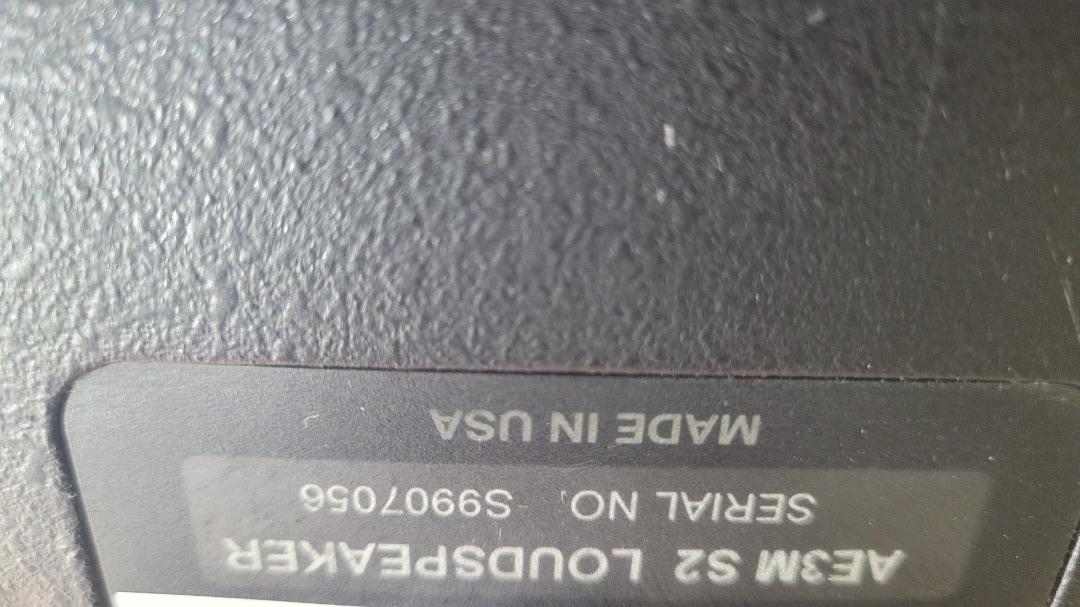 AE3M S2 LOUDSPEAKER
SERIAL NO. S9907056
MADE IN USA